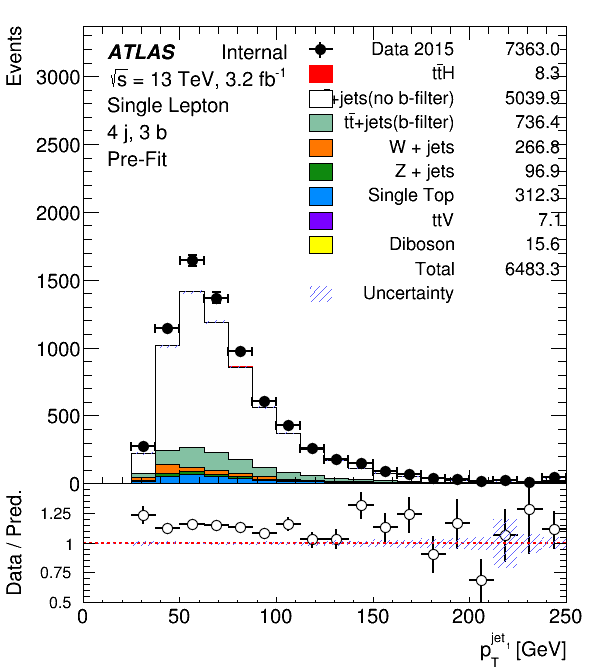 Events
ATLAS Internal
√s = 13 TeV, 3.2 fb⁻¹
Single Lepton
4 j, 3 b
Pre-Fit
Data 2015 7363.0
tt̄H 8.3
+jets(no b-filter) 5039.9
tt̄+jets(b-filter) 736.4
W + jets 266.8
Z + jets 96.9
Single Top 312.3
ttV 7.1
Diboson 15.6
Total 6483.3
Uncertainty
3000
2500
2000
1500
1000
500
0
Data / Pred.
1.25
1
0.75
0.5
0 50 100 150 200 250
p_T^jet_1 [GeV]